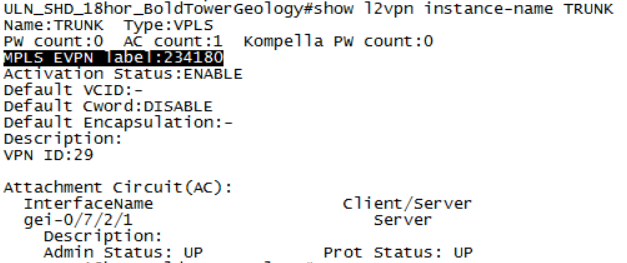 ULN_SHD_18hor_BoldTowerGeology#show l2vpn instance-name TRUNK
Name:TRUNK  Type:VPLS
PW count:0  AC count:1  Kompella PW count:0
MPLS EVPN label:234180
Activation Status:ENABLE
Default VCID:-
Default Cword:DISABLE
Default Encapsulation:-
Description:
VPN ID:29
Attachment Circuit(AC):
InterfaceName Client/Server
gei-0/7/2/1 Server
Description:
Admin Status: UP Prot Status: UP